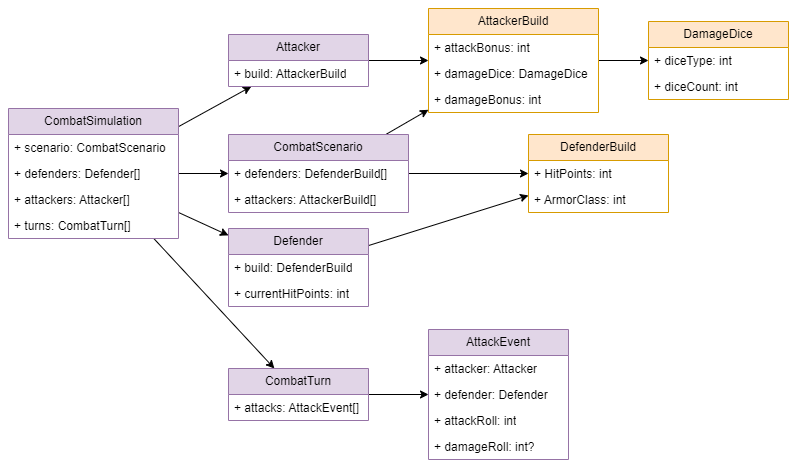 CombatSimulation
+ scenario: CombatScenario
+ defenders: Defender[]
+ attackers: Attacker[]
+ turns: CombatTurn[]
Attacker
+ build: AttackerBuild
CombatScenario
+ defenders: DefenderBuild[]
+ attackers: AttackerBuild[]
Defender
+ build: DefenderBuild
+ currentHitPoints: int
CombatTurn
+ attacks: AttackEvent[]
AttackerBuild
+ attackBonus: int
+ damageDice: DamageDice
+ damageBonus: int
DamageDice
+ diceType: int
+ diceCount: int
DefenderBuild
+ HitPoints: int
+ ArmorClass: int
AttackEvent
+ attacker: Attacker
+ defender: Defender
+ attackRoll: int
+ damageRoll: int?